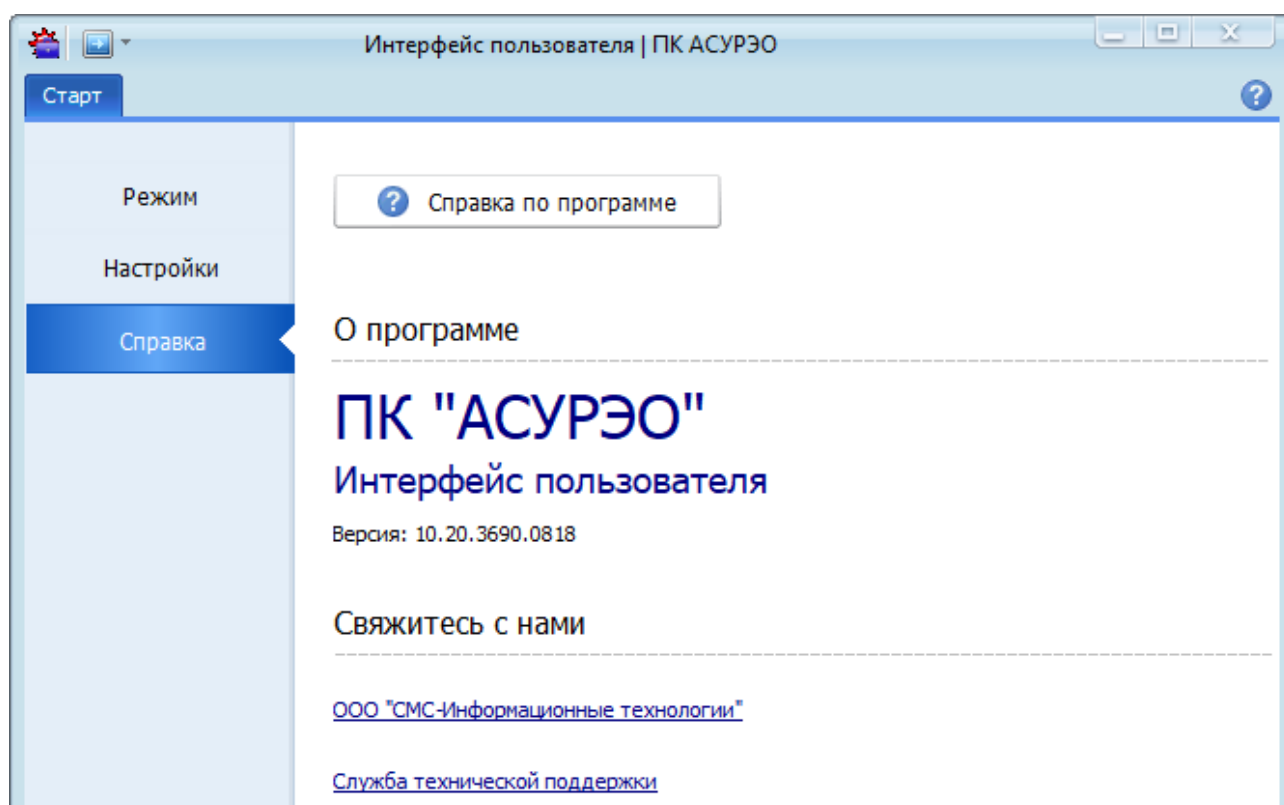 Интерфейс пользователя | ПК АСУРЭО
Старт
Режим
Настройки
Справка
Справка по программе
О программе
ПК "АСУРЭО"
Интерфейс пользователя
Версия: 10.20.3690.0818
Свяжитесь с нами
ООО "СМС-Информационные технологии"
Служба технической поддержки